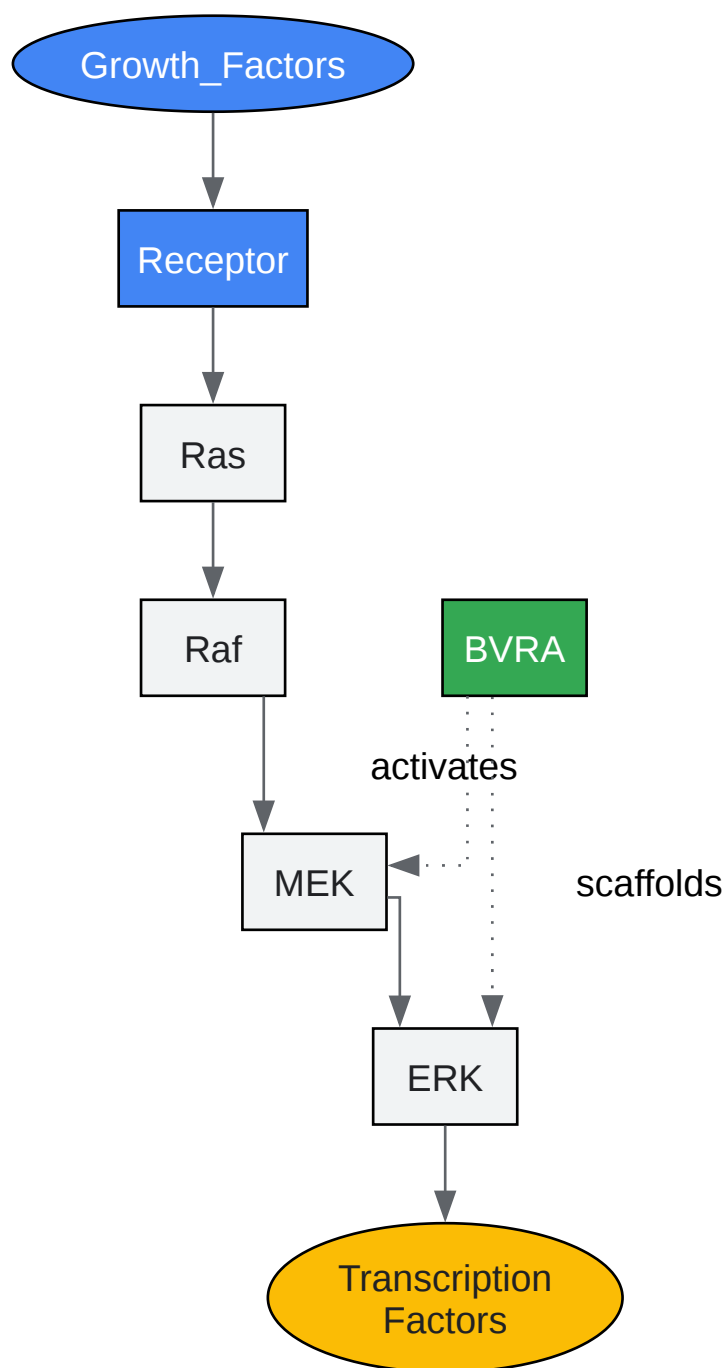 Growth_Factors
Receptor
Ras
Raf
BVRA
activates
MEK
scaffolds
ERK
Transcription
Factors